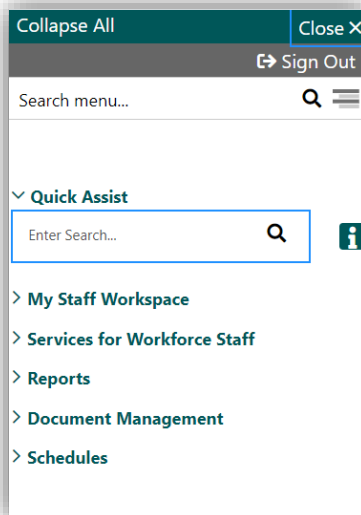 Collapse All
Close ×
Sign Out
Search menu...
Quick Assist
Enter Search...
My Staff Workspace
Services for Workforce Staff
Reports
Document Management
Schedules